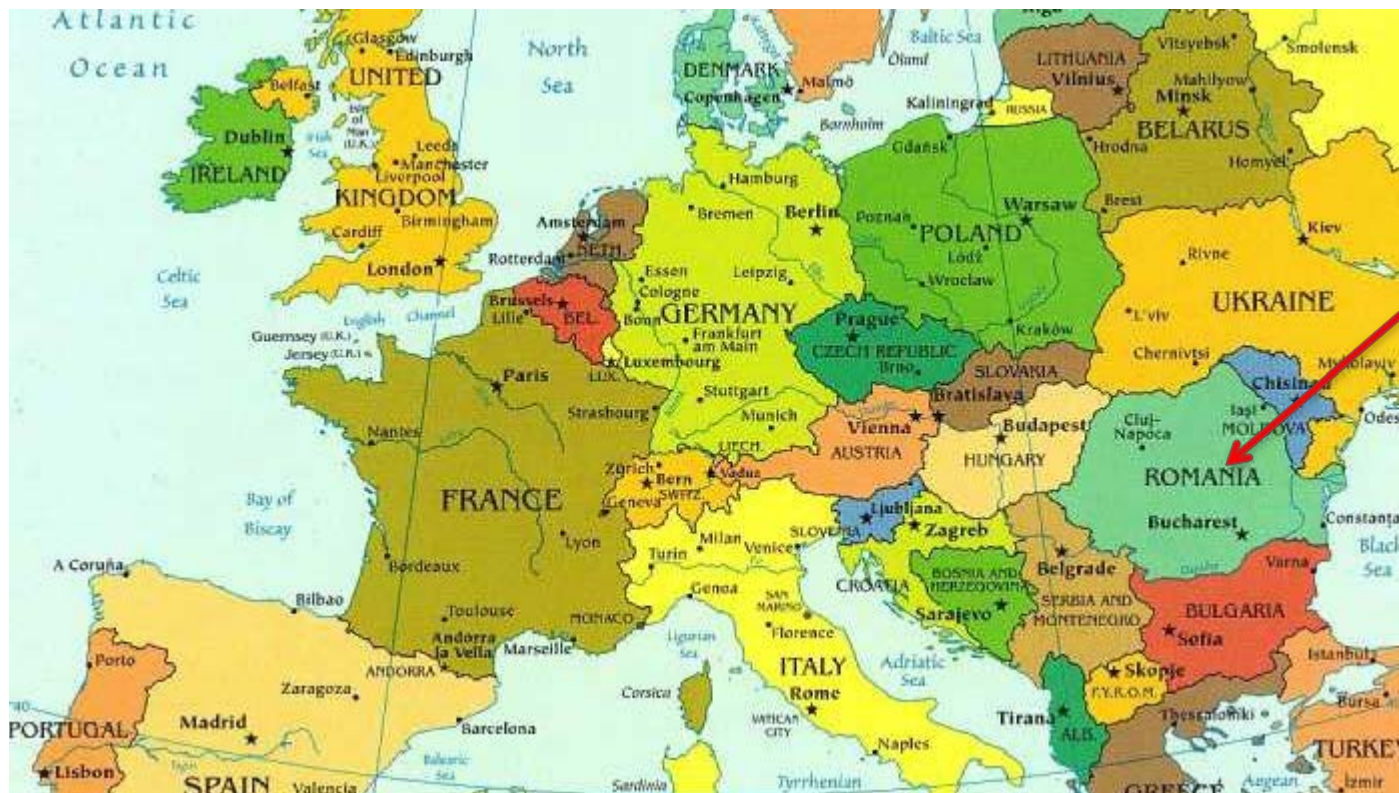 Atlantic
Ocean
North
Sea
Baltic Sea
Öland
Glasgow
Edinburgh
UNITED
KINGDOM
Belfast
Isle
of
Man
(U.K.)
Irish
Sea
Dublin
IRELAND
Leeds
Manchester
Liverpool
Birmingham
Cardiff
London
Celtic
Sea
English Channel
Guernsey (U.K.)
Jersey (U.K.)
DENMARK
Copenhagen
Malmö
Bornholm
Kaliningrad
RUSSIA
LITHUANIA
Vilnius
Vitsyebsk
Smolensk
Mahilyow
Minsk
BELARUS
Hrodna
Homyel
Brest
Gdańsk
Poznań
Warsaw
POLAND
Łódź
Wrocław
Kraków
Hamburg
Bremen
Berlin
Essen
Leipzig
Cologne
Bonn
GERMANY
Frankfurt
am Main
Stuttgart
Munich
Amsterdam
Rotterdam
NETH.
Brussels
BEL.
Lille
Luxembourg
LUX.
Prague
CZECH REPUBLIC
Brno
SLOVAKIA
Bratislava
Kiev
Rivne
UKRAINE
L'viv
Chernivtsi
Mykolayiv
Odes
Chisinau
MOLDOVA
Iaşi
Cluj-
Napoca
ROMANIA
Bucharest
Constanta
Black
Sea
Paris
Strasbourg
Nantes
FRANCE
Bay of
Biscay
Lyon
Bordeaux
Toulouse
Marseille
MONACO
Andorra
la Vella
ANDORRA
Zürich
Bern
Geneva
SWITZ.
LIECH.
Vaduz
Vienna
AUSTRIA
Budapest
HUNGARY
Ljubljana
SLOVENIA
Zagreb
CROATIA
BOSNIA AND
HERZEGOVINA
Sarajevo
Belgrade
SERBIA AND
MONTENEGRO
Varna
BULGARIA
Sofia
Skopje
F.Y.R.O.M.
Tirana
ALB.
Thessaloniki
GREECE
Aegean
Istanbul
Bursa
TURKE
İzmir
Turin
Milan
Venice
Genoa
SAN
MARINO
Florence
ITALY
Rome
VATICAN
CITY
Naples
Ligurian
Sea
Adriatic
Sea
Tyrrhenian
Corsica
Sardinia
A Coruña
Bilbao
Porto
Zaragoza
Barcelona
Madrid
40
PORTUGAL
Lisbon
Tagus
SPAIN
Valencia
Balearic
Sea